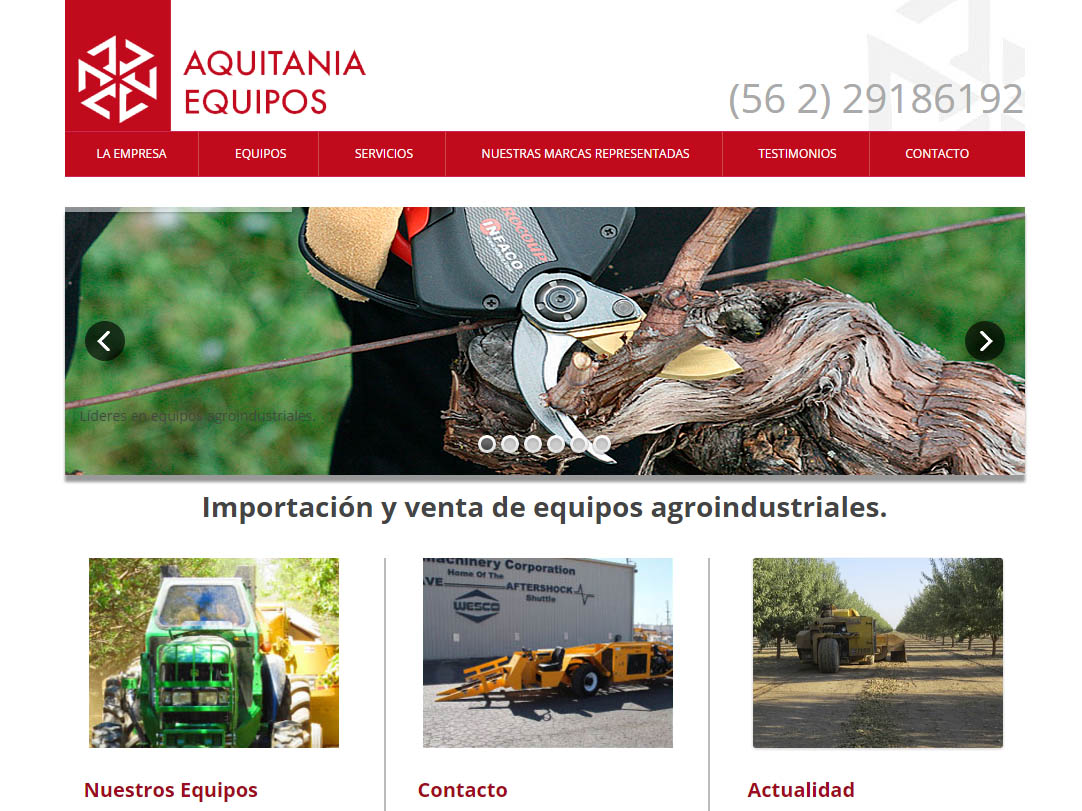 AQUITANIA
EQUIPOS
(56 2) 29186192
LA EMPRESA
EQUIPOS
SERVICIOS
NUESTRAS MARCAS REPRESENTADAS
TESTIMONIOS
CONTACTO
INFACO
Líderes en equipos agroindustriales.
Importación y venta de equipos agroindustriales.
Machinery Corporation
Home Of The
AFTERSHOCK
Shuttle
WESCO
Nuestros Equipos
Contacto
Actualidad